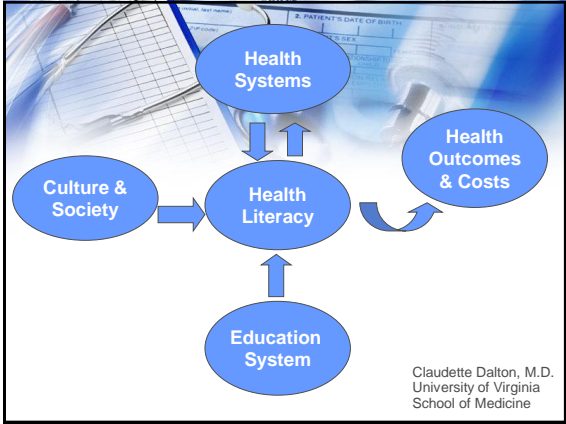 2. PATIENT'S DATE OF BIRTH
Health
Systems
Health
Outcomes
& Costs
Culture &
Society
Health
Literacy
Education
System
Claudette Dalton, M.D.
University of Virginia
School of Medicine